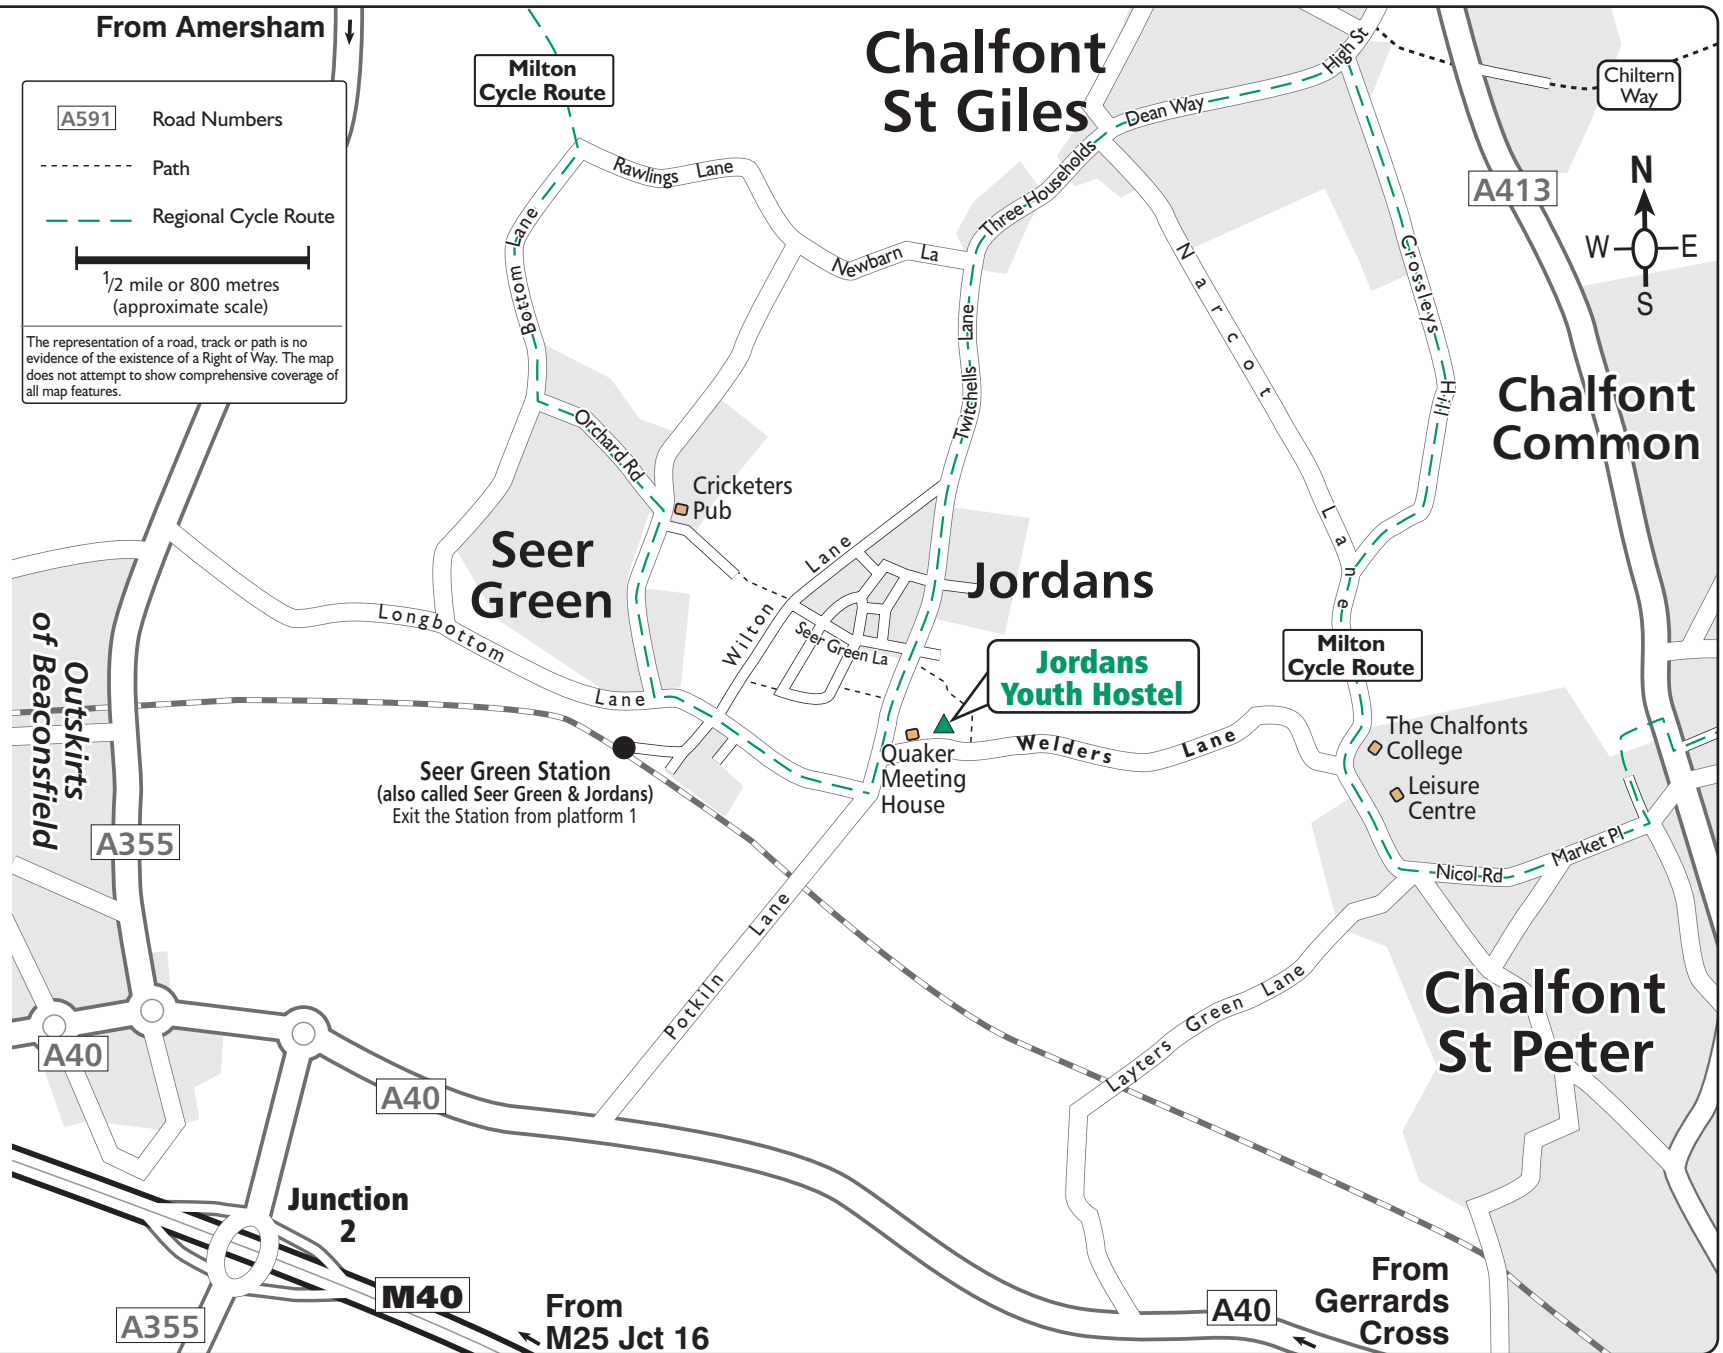 From Amersham
A591 Road Numbers
Path
Regional Cycle Route
1/2 mile or 800 metres
(approximate scale)
The representation of a road, track or path is no
evidence of the existence of a Right of Way. The map
does not attempt to show comprehensive coverage of
all map features.
Milton
Cycle Route
Chalfont
St Giles
High St
Dean Way
Three Households
Chiltern
Way
N
W E
S
A413
Rawlings Lane
Bottom Lane
Newbarn La
Twitchells Lane
Narcot Lane
Crossleys Hill
Chalfont
Common
Orchard Rd
Cricketers
Pub
Seer
Green
Wilton Lane
Jordans
Seer Green La
Longbottom Lane
Jordans
Youth Hostel
Milton
Cycle Route
Outskirts
of Beaconsfield
Seer Green Station
(also called Seer Green & Jordans)
Exit the Station from platform 1
Quaker
Meeting
House
Welders Lane
The Chalfonts
College
Leisure
Centre
A355
Nicol Rd
Market Pl
Potkiln Lane
Layters Green Lane
Chalfont
St Peter
A40
A40
Junction
2
M40
A355
From
M25 Jct 16
A40
From
Gerrards
Cross